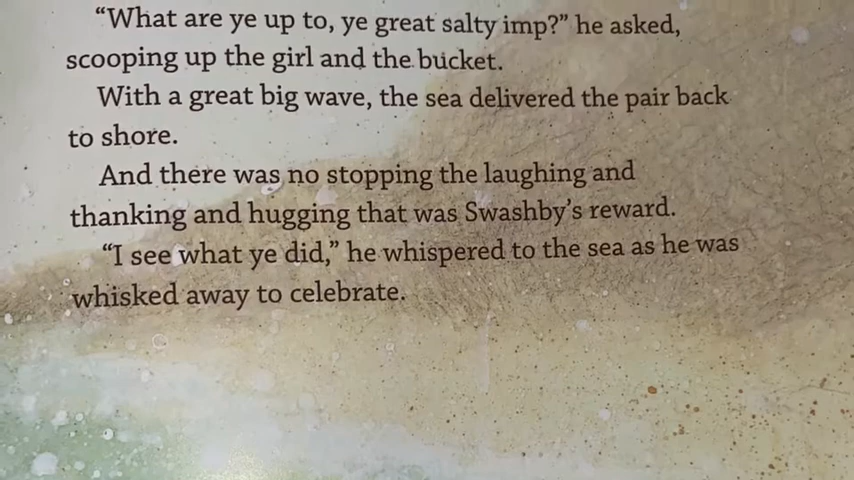 “What are ye up to, ye great salty imp?” he asked,
scooping up the girl and the bucket.
With a great big wave, the sea delivered the pair back
to shore.
And there was no stopping the laughing and
thanking and hugging that was Swashby’s reward.
“I see what ye did,” he whispered to the sea as he was
whisked away to celebrate.